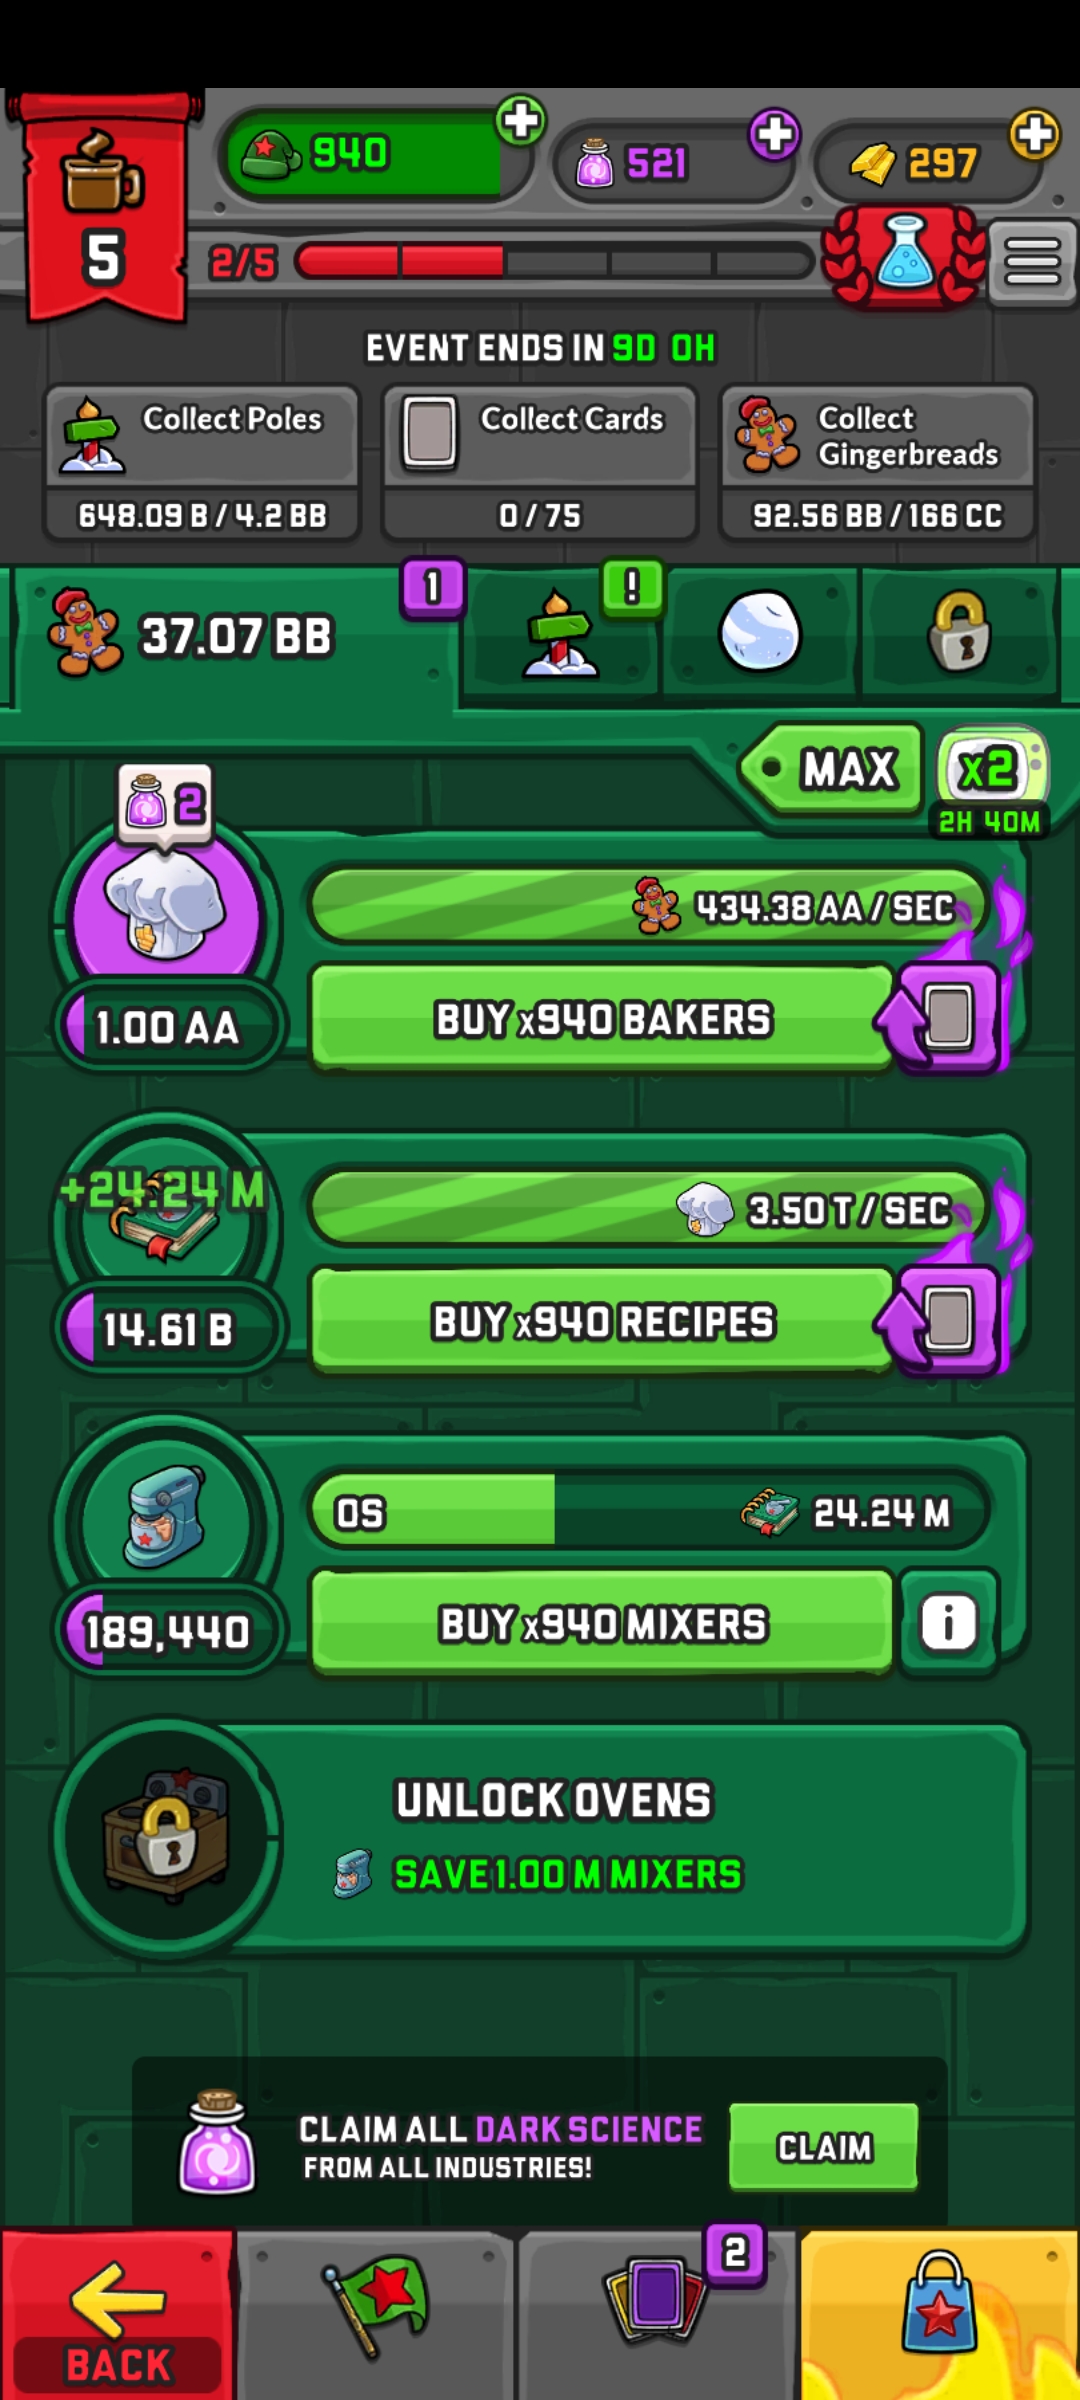 940
521
297
5
2/5
EVENT ENDS IN 9D 0H
Collect Poles
648.09 B / 4.2 BB
Collect Cards
0 / 75
Collect
Gingerbreads
92.56 BB / 166 CC
37.07 BB
1
!
MAX
x2
2H 40M
2
434.38 AA / SEC
1.00 AA
BUY x940 BAKERS
+24.24 M
3.50 T / SEC
14.61 B
BUY x940 RECIPES
0S
24.24 M
189,440
BUY x940 MIXERS
i
UNLOCK OVENS
SAVE 1.00 M MIXERS
CLAIM ALL DARK SCIENCE
FROM ALL INDUSTRIES!
CLAIM
2
BACK